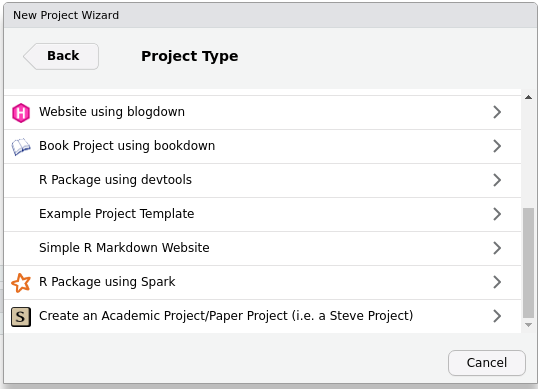 New Project Wizard
Back
Project Type
Website using blogdown
Book Project using bookdown
R Package using devtools
Example Project Template
Simple R Markdown Website
R Package using Spark
Create an Academic Project/Paper Project (i.e. a Steve Project)
Cancel